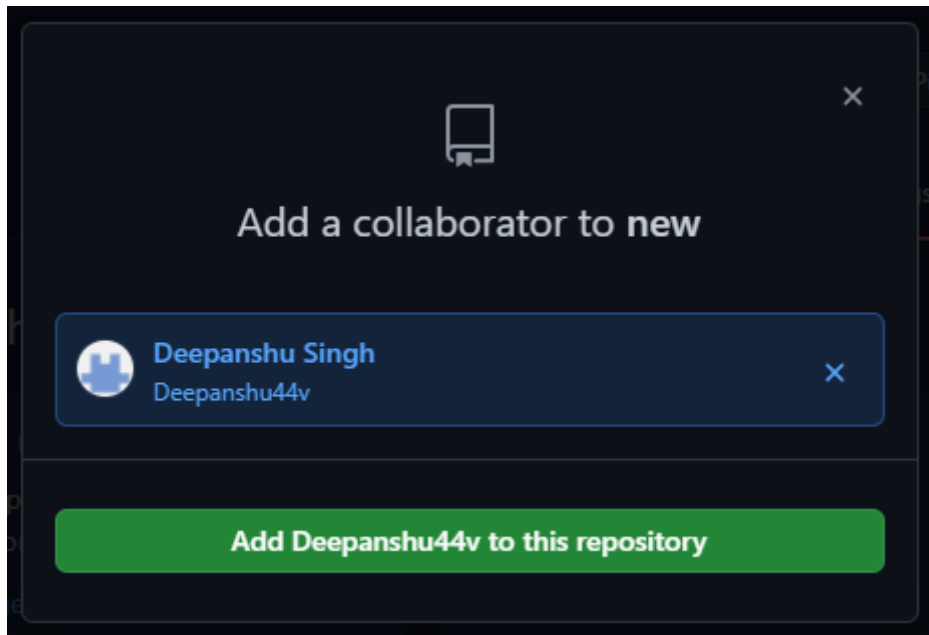 Add a collaborator to new
Deepanshu Singh
Deepanshu44v
Add Deepanshu44v to this repository